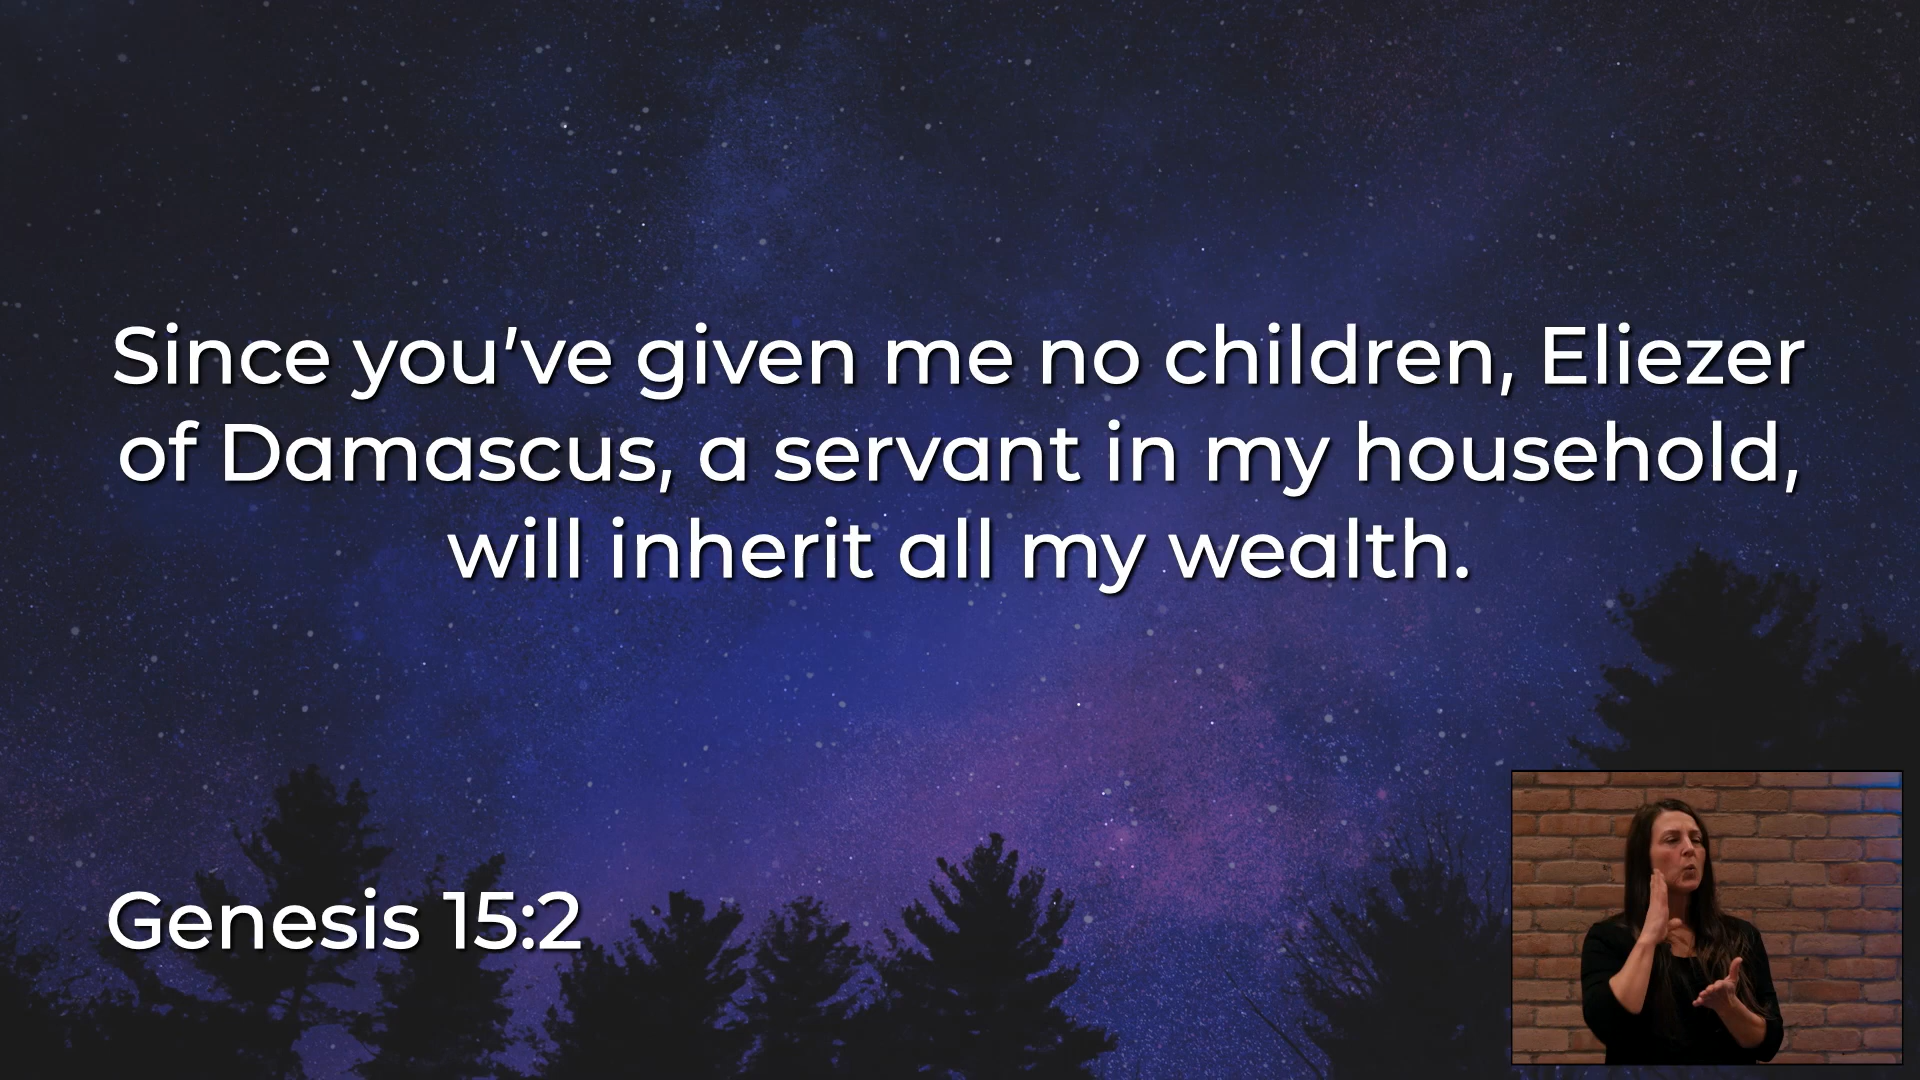 Since you’ve given me no children, Eliezer
of Damascus, a servant in my household,
will inherit all my wealth.
Genesis 15:2